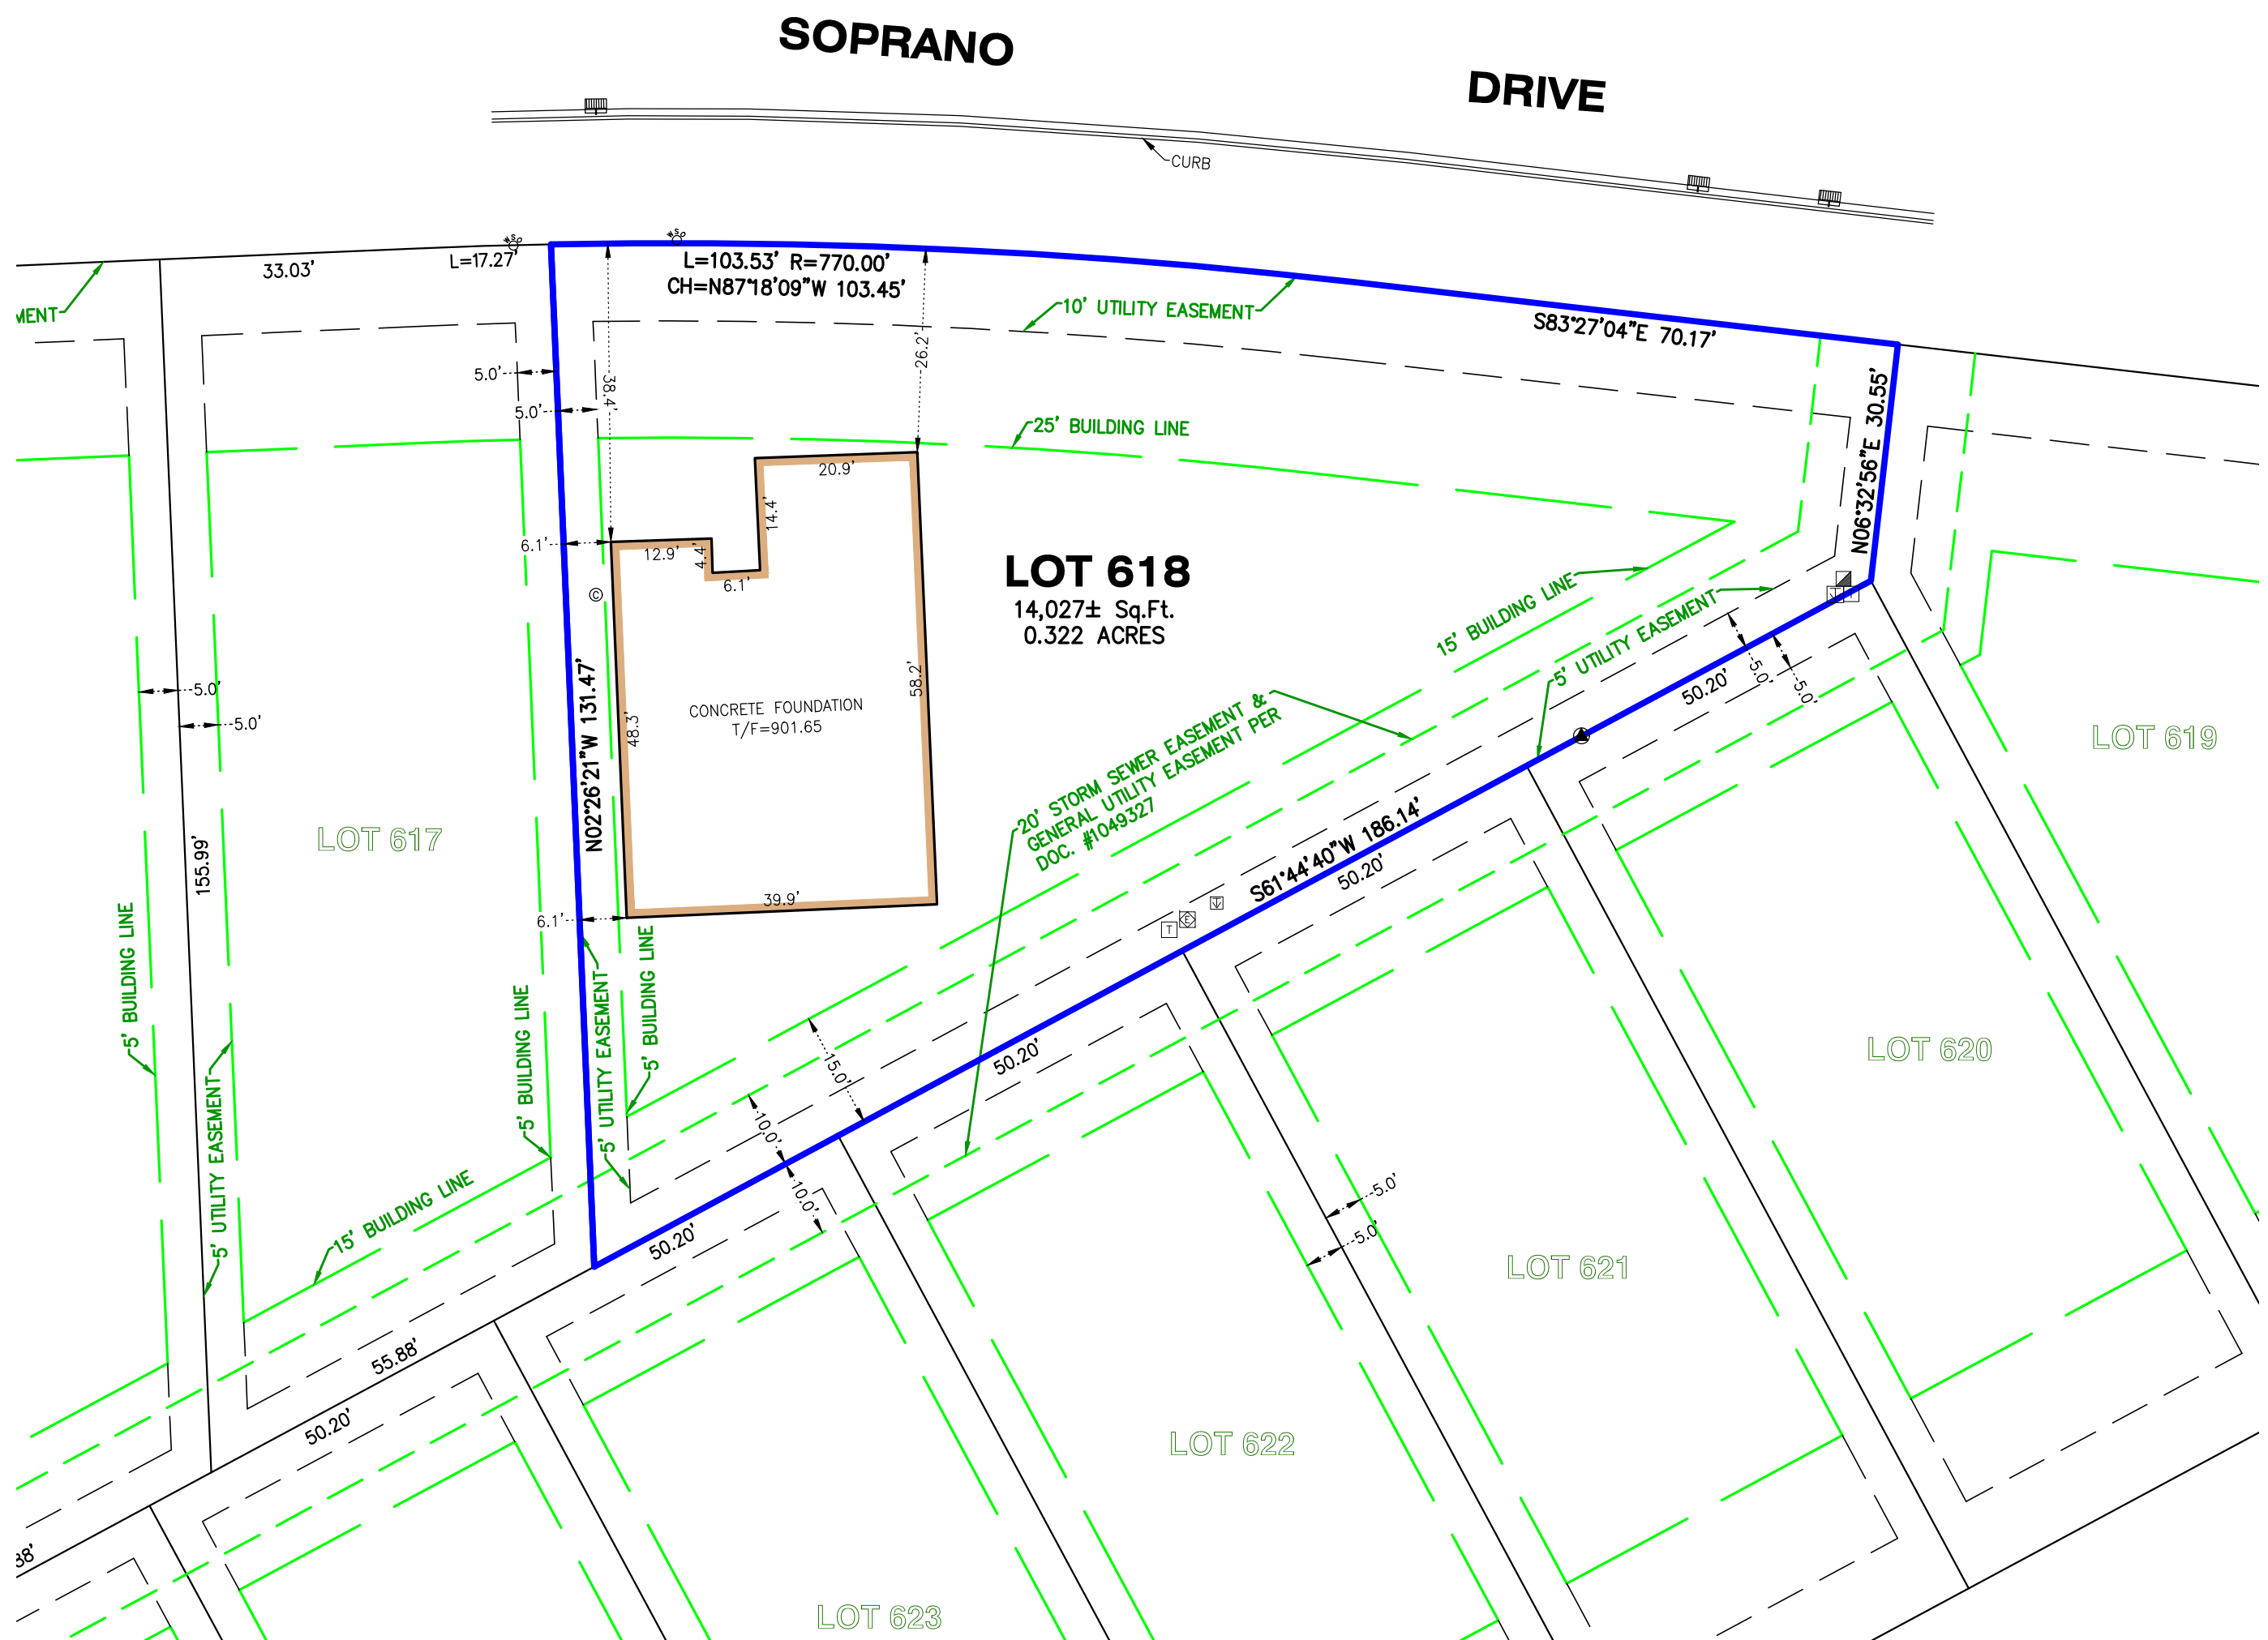 SOPRANO
DRIVE
CURB
33.03'
L=17.27'
L=103.53' R=770.00'
CH=N87°18'09"W 103.45'
10' UTILITY EASEMENT
S83°27'04"E 70.17'
N06°32'56"E 30.55'
5.0'
5.0'
38.4'
26.2'
25' BUILDING LINE
20.9'
14.4'
6.1'
12.9'
4.4'
6.1'
©
LOT 618
14,027± Sq.Ft.
0.322 ACRES
15' BUILDING LINE
5' UTILITY EASEMENT
5.0'
5.0'
50.20'
LOT 619
5.0'
5.0'
N02°26'21"W 131.47'
48.3'
58.2'
CONCRETE FOUNDATION
T/F=901.65
39.9'
6.1'
20' STORM SEWER EASEMENT &
GENERAL UTILITY EASEMENT PER
DOC. #1049327
S61°44'40"W 186.14'
50.20'
T
E
LOT 617
155.99'
5' BUILDING LINE
5' UTILITY EASEMENT
5' BUILDING LINE
5' UTILITY EASEMENT
5' BUILDING LINE
15.0'
10.0'
10.0'
50.20'
50.20'
15' BUILDING LINE
55.88'
50.20'
5.0'
5.0'
LOT 620
LOT 621
LOT 622
LOT 623